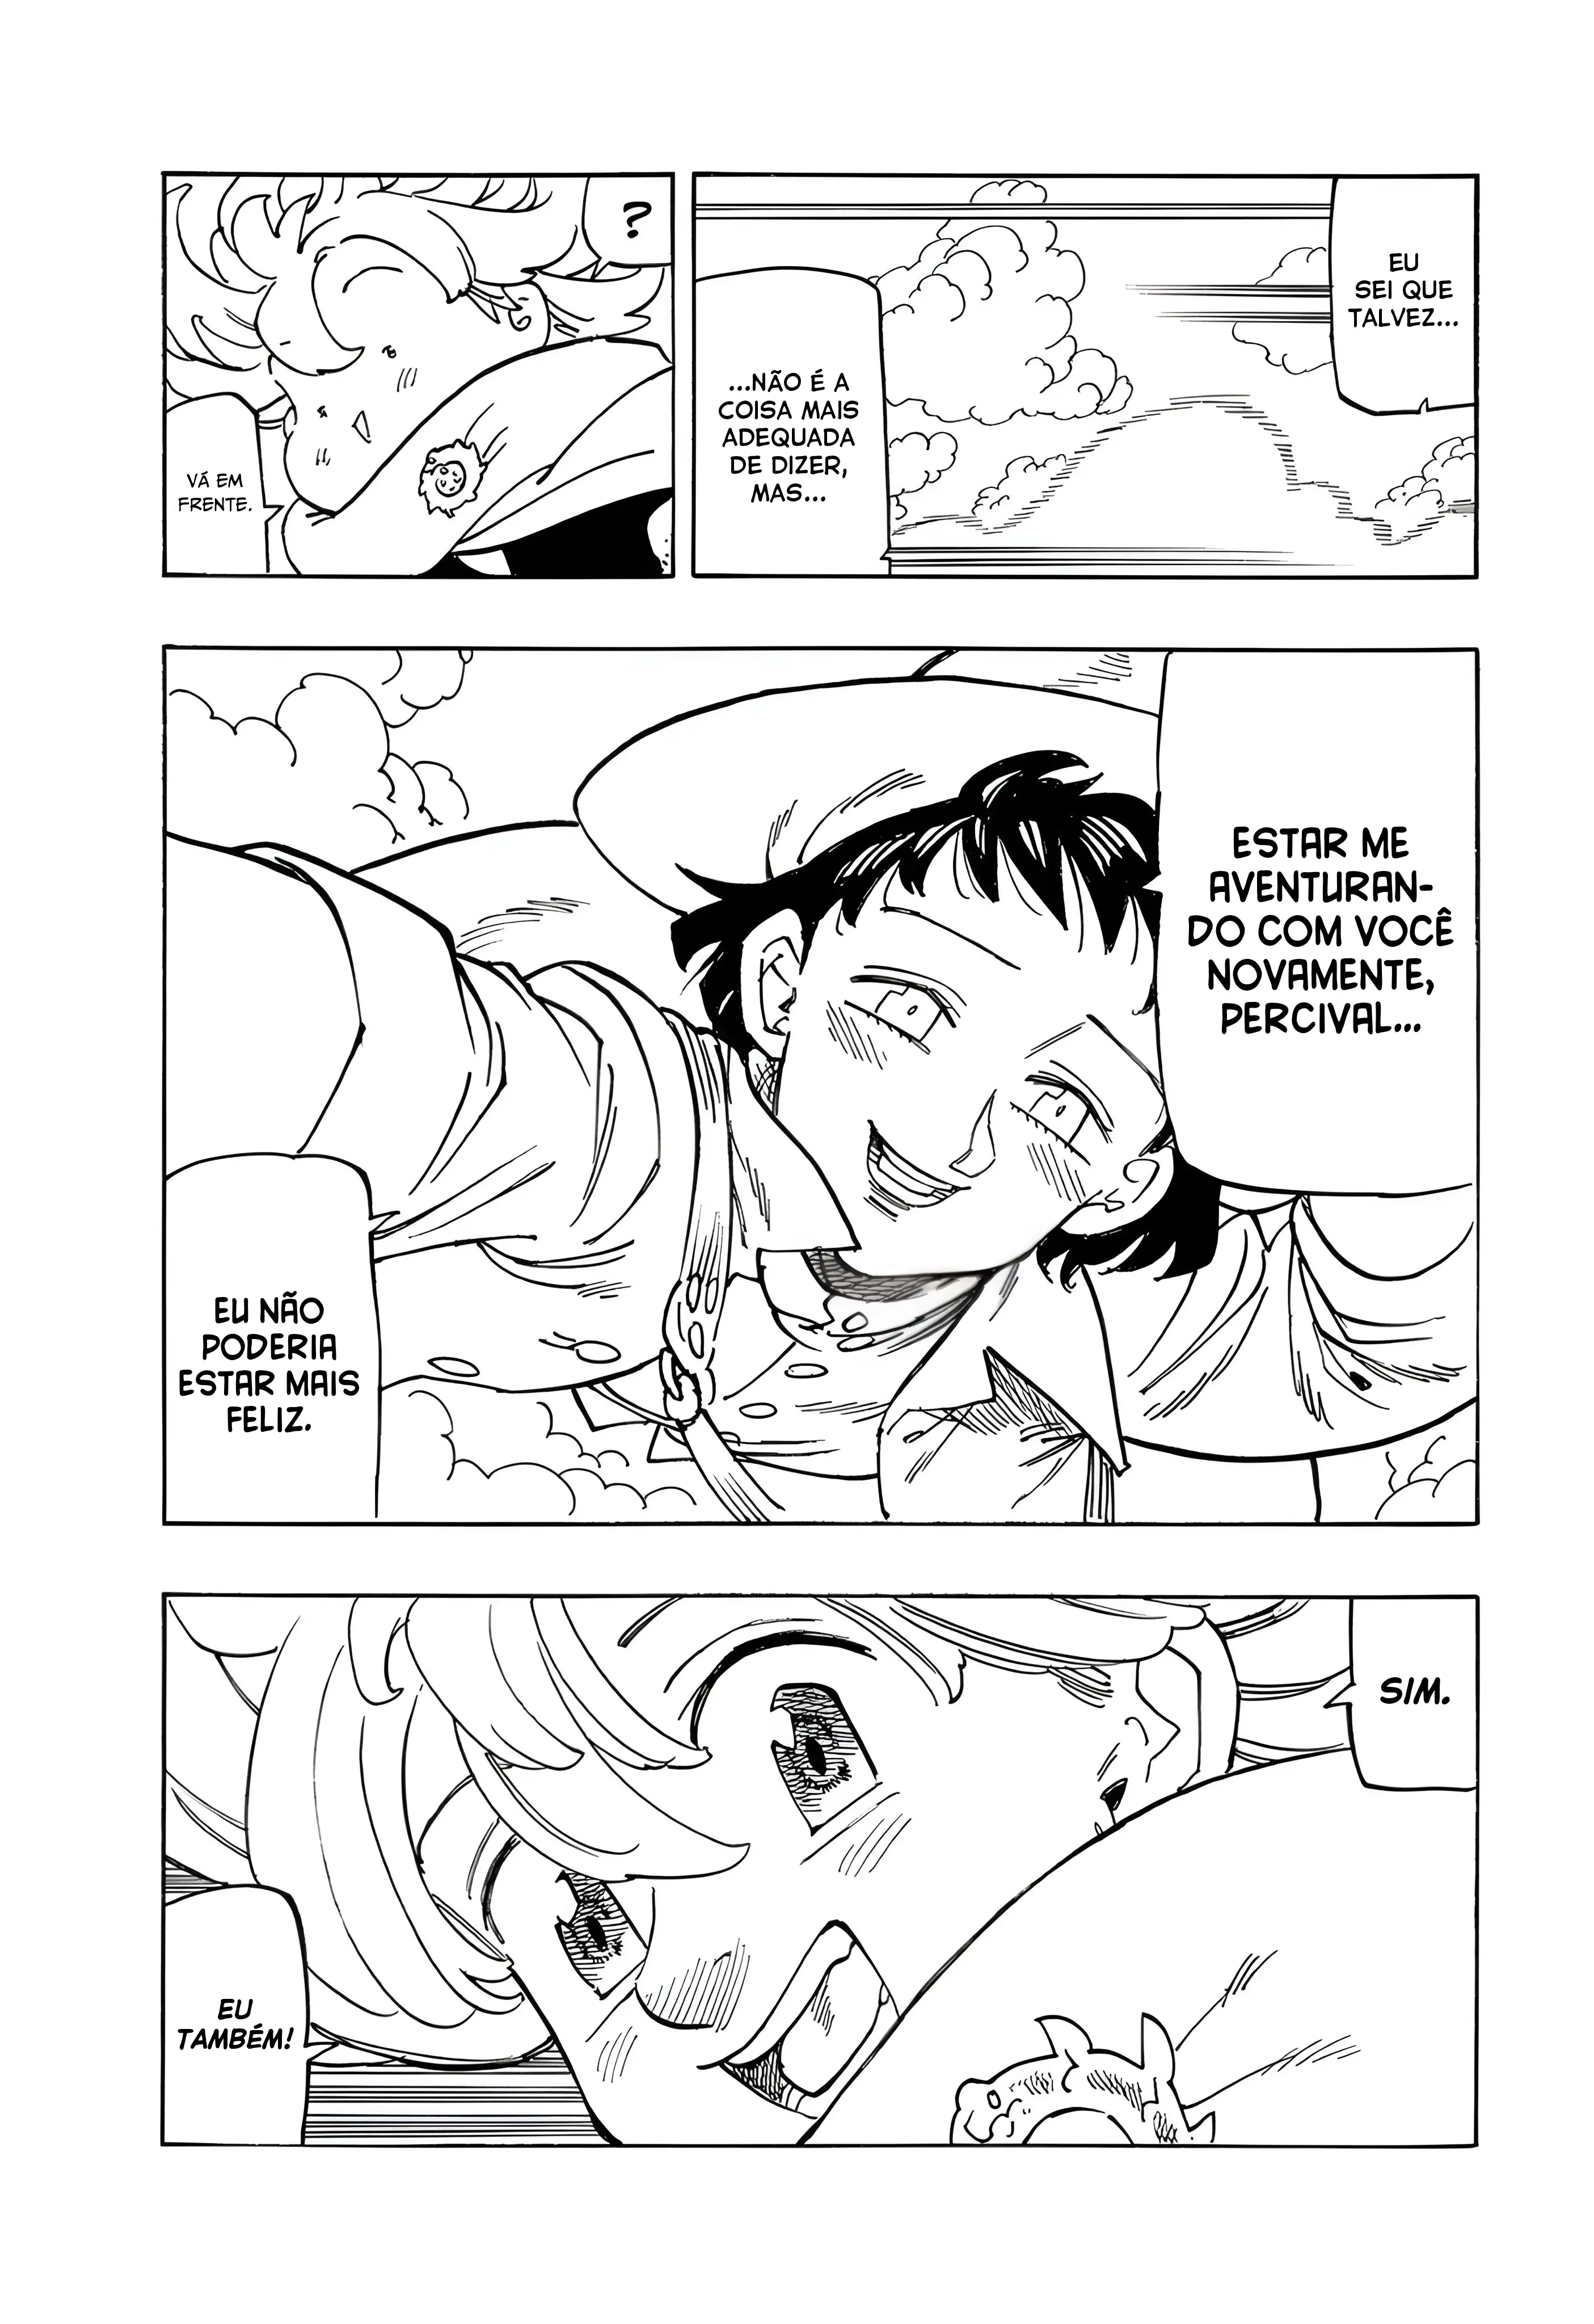 EU
SEI QUE
TALVEZ...
...NÃO É A
COISA MAIS
ADEQUADA
DE DIZER,
MAS...
?
VÁ EM
FRENTE.
ESTAR ME
AVENTURAN-
DO COM VOCÊ
NOVAMENTE,
PERCIVAL...
EU NÃO
PODERIA
ESTAR MAIS
FELIZ.
SIM.
EU
TAMBÉM!